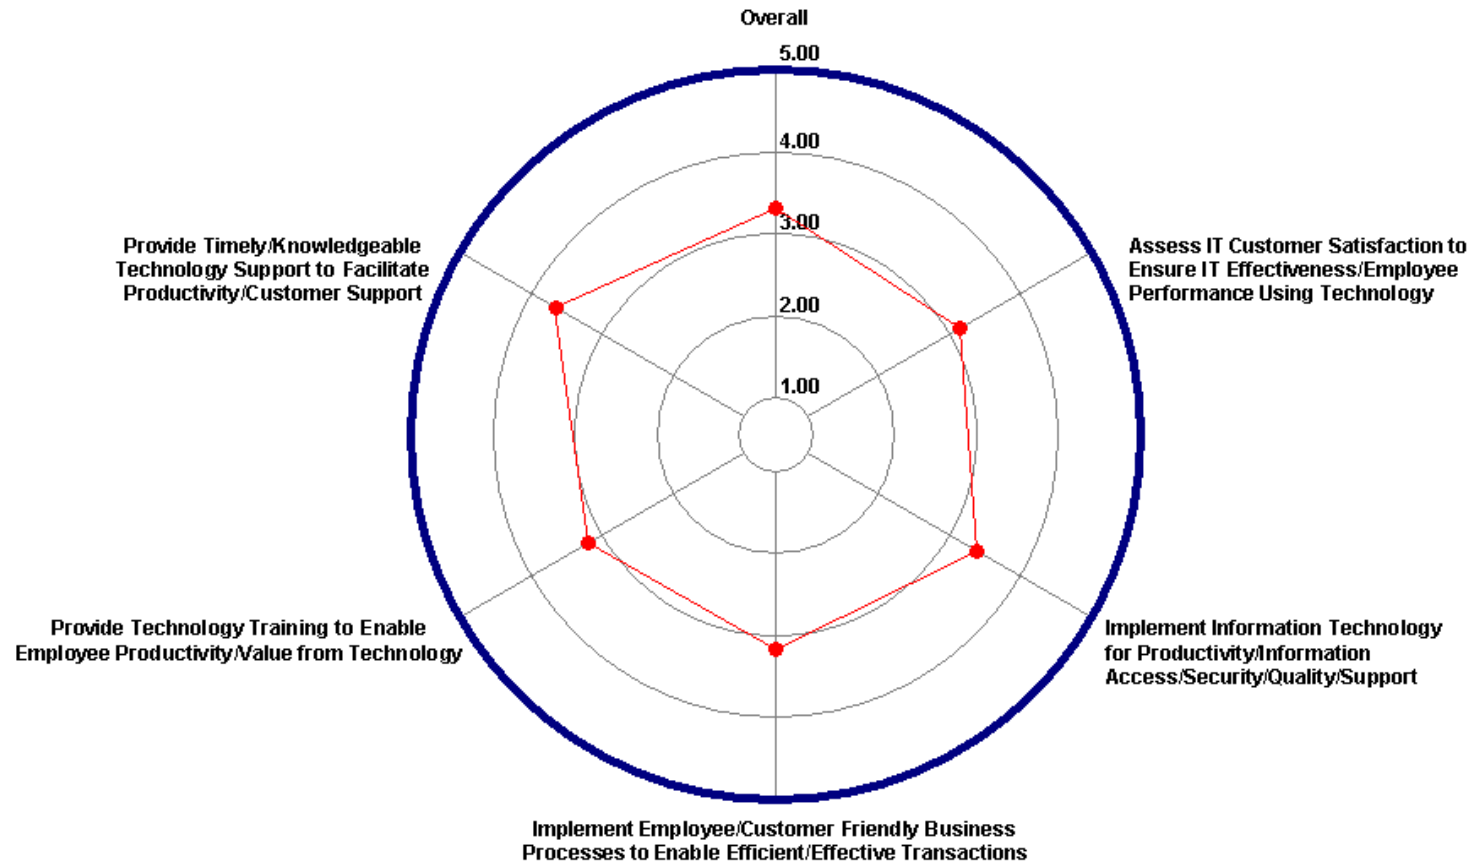 Overall
5.00
4.00
3.00
2.00
1.00
Assess IT Customer Satisfaction to
Ensure IT Effectiveness/Employee
Performance Using Technology
Implement Information Technology
for Productivity/Information
Access/Security/Quality/Support
Implement Employee/Customer Friendly Business
Processes to Enable Efficient/Effective Transactions
Provide Technology Training to Enable
Employee Productivity/Value from Technology
Provide Timely/Knowledgeable
Technology Support to Facilitate
Productivity/Customer Support